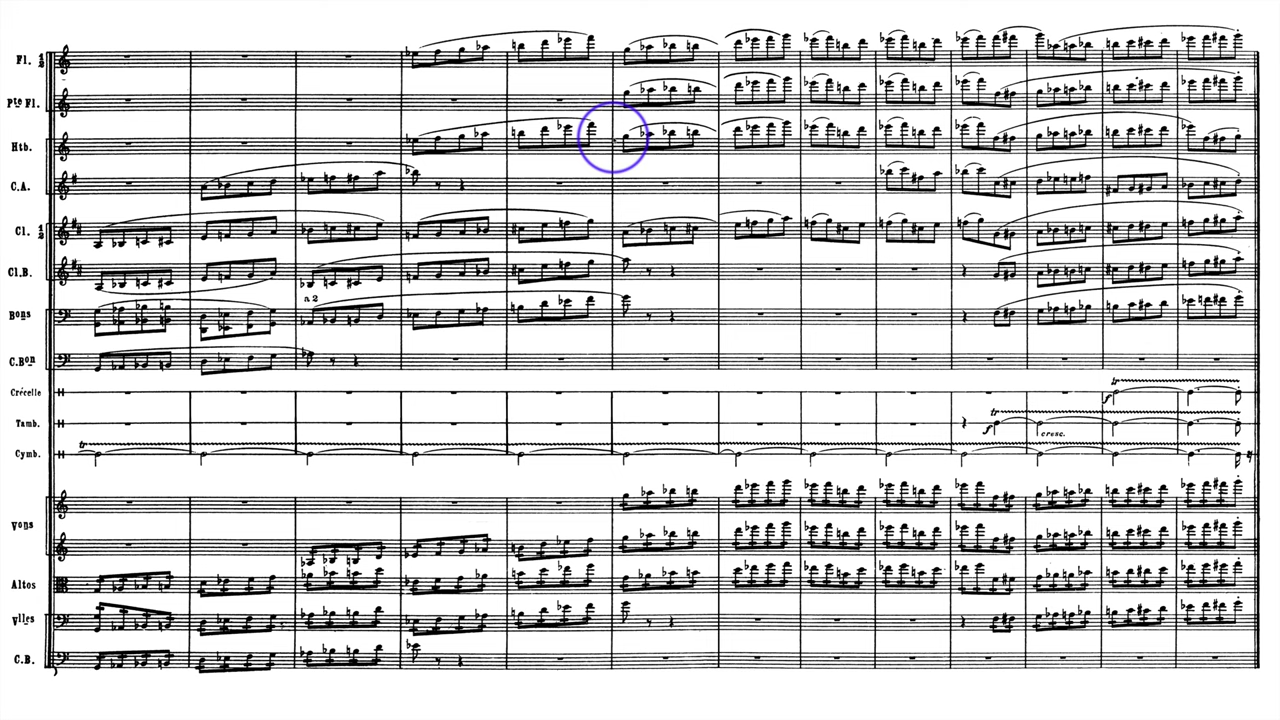 Fl. 1 2
Pte Fl.
Htb.
C.A.
Cl. 1 2
Cl.B.
a 2
Bons
C.Bon
Crécelle
tr
f
Tamb.
tr
f
cresc.
Cymb.
tr
Vons
Altos
Vlles
C.B.